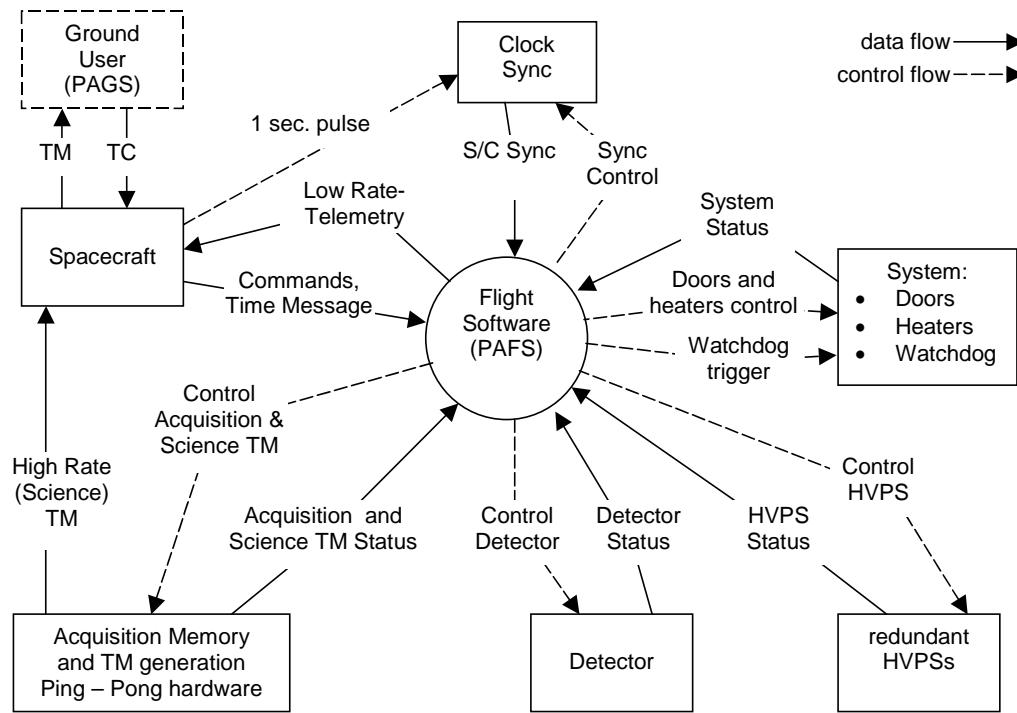 Ground
User
(PAGS)
Clock
Sync
data flow
control flow
1 sec. pulse
TM
TC
S/C Sync
Sync
Control
Low Rate-
Telemetry
System
Status
Spacecraft
Commands,
Time Message
Flight
Software
(PAFS)
Doors and
heaters control
System:
• Doors
• Heaters
• Watchdog
Watchdog
trigger
Control
Acquisition &
Science TM
High Rate
(Science)
TM
Control
HVPS
Acquisition and
Science TM Status
Control
Detector
Detector
Status
HVPS
Status
Acquisition Memory
and TM generation
Ping – Pong hardware
Detector
redundant
HVPSs